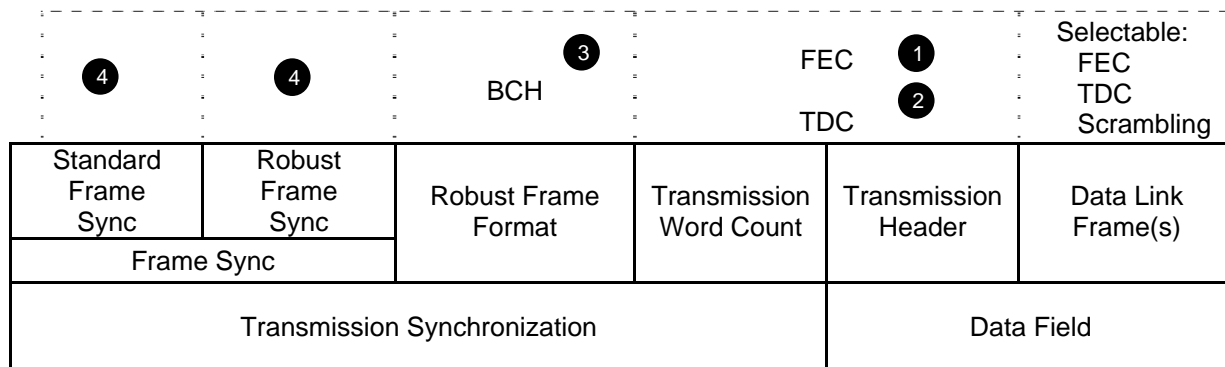 4
4
3
BCH
FEC
1
TDC
2
Selectable:
FEC
TDC
Scrambling
Standard
Frame
Sync
Robust
Frame
Sync
Frame Sync
Robust Frame
Format
Transmission
Word Count
Transmission
Header
Data Link
Frame(s)
Transmission Synchronization
Data Field